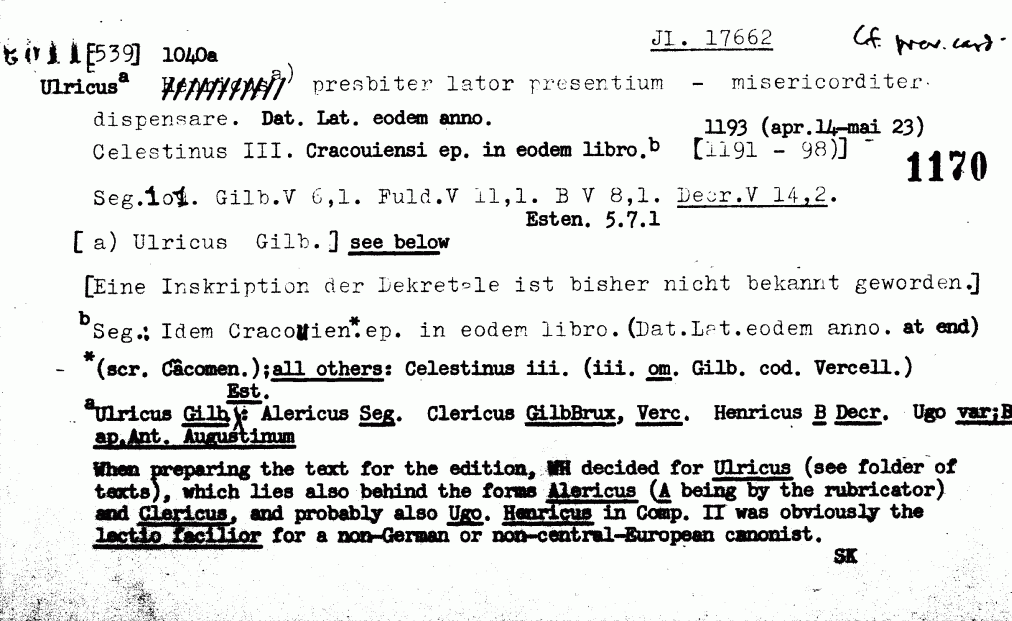 JI. 17662 Cf. prev. card.
[539] 1040a
Ulricusᵃ a) presbiter lator presentium - misericorditer
dispensare. Dat. Lat. eodem anno.
1193 (apr.14-mai 23)
Celestinus III. Cracouiensi ep. in eodem libro.ᵇ [1191 - 98)]
1170
Seg.101. Gilb.V 6,1. Fuld.V 11,1. B V 8,1. Decr.V 14,2.
Esten. 5.7.1
[ a) Ulricus Gilb.] see below
[Eine Inskription der Dekretale ist bisher nicht bekannt geworden.]
ᵇSeg.: Idem Cracouien*.ep. in eodem libro.(Dat.Lat.eodem anno. at end)
- *(scr. Cacomen.);all others: Celestinus iii. (iii. om. Gilb. cod. Vercell.)
Est.
ᵃUlricus Gilb: Alericus Seg. Clericus GilbBrux, Verc. Henricus B Decr. Ugo var;B
ap.Ant. Augustinum
When preparing the text for the edition, WH decided for Ulricus (see folder of
texts), which lies also behind the forms Alericus (A being by the rubricator)
and Clericus, and probably also Ugo. Henricus in Comp. II was obviously the
lectio facilior for a non-German or non-central-European canonist.
SK